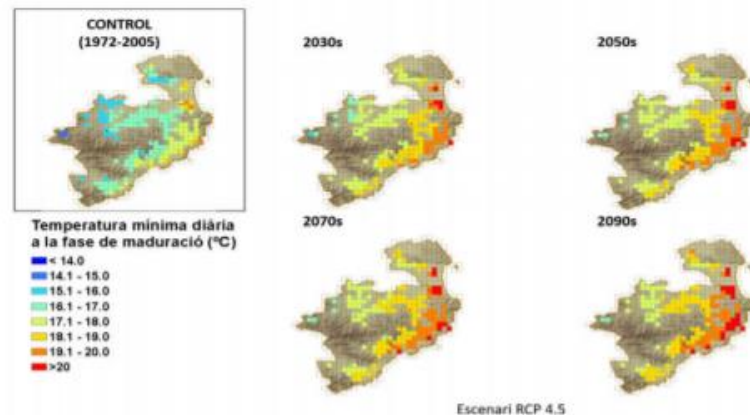 CONTROL
(1972-2005)
2030s
2050s
Temperatura mínima diària
a la fase de maduració (ºC)
< 14.0
14.1 - 15.0
15.1 - 16.0
16.1 - 17.0
17.1 - 18.0
18.1 - 19.0
19.1 - 20.0
>20
2070s
2090s
Escenari RCP 4.5